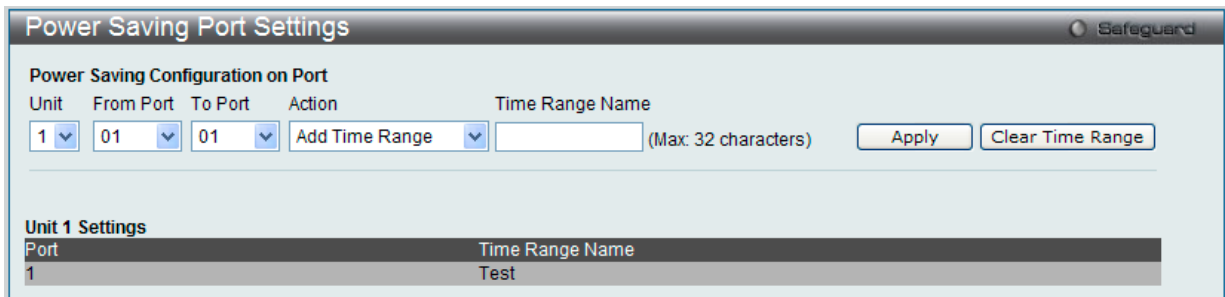 Power Saving Port Settings Safeguard
Power Saving Configuration on Port
Unit From Port To Port Action Time Range Name
1 01 01 Add Time Range (Max: 32 characters) Apply Clear Time Range
Unit 1 Settings
Port Time Range Name
1 Test